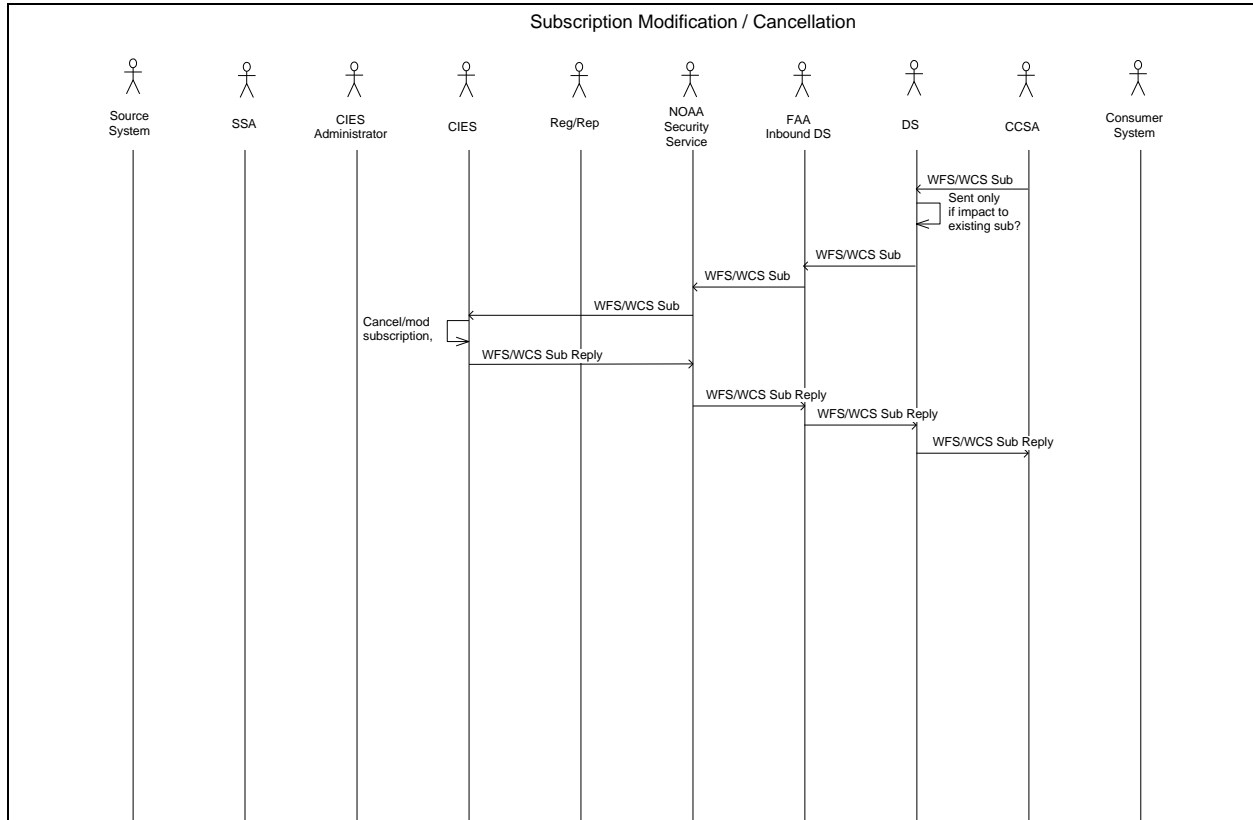 Subscription Modification / Cancellation
Source
System
SSA
CIES
Administrator
CIES
Reg/Rep
NOAA
Security
Service
FAA
Inbound DS
DS
CCSA
Consumer
System
WFS/WCS Sub
Sent only
if impact to
existing sub?
WFS/WCS Sub
WFS/WCS Sub
WFS/WCS Sub
Cancel/mod
subscription,
WFS/WCS Sub Reply
WFS/WCS Sub Reply
WFS/WCS Sub Reply
WFS/WCS Sub Reply